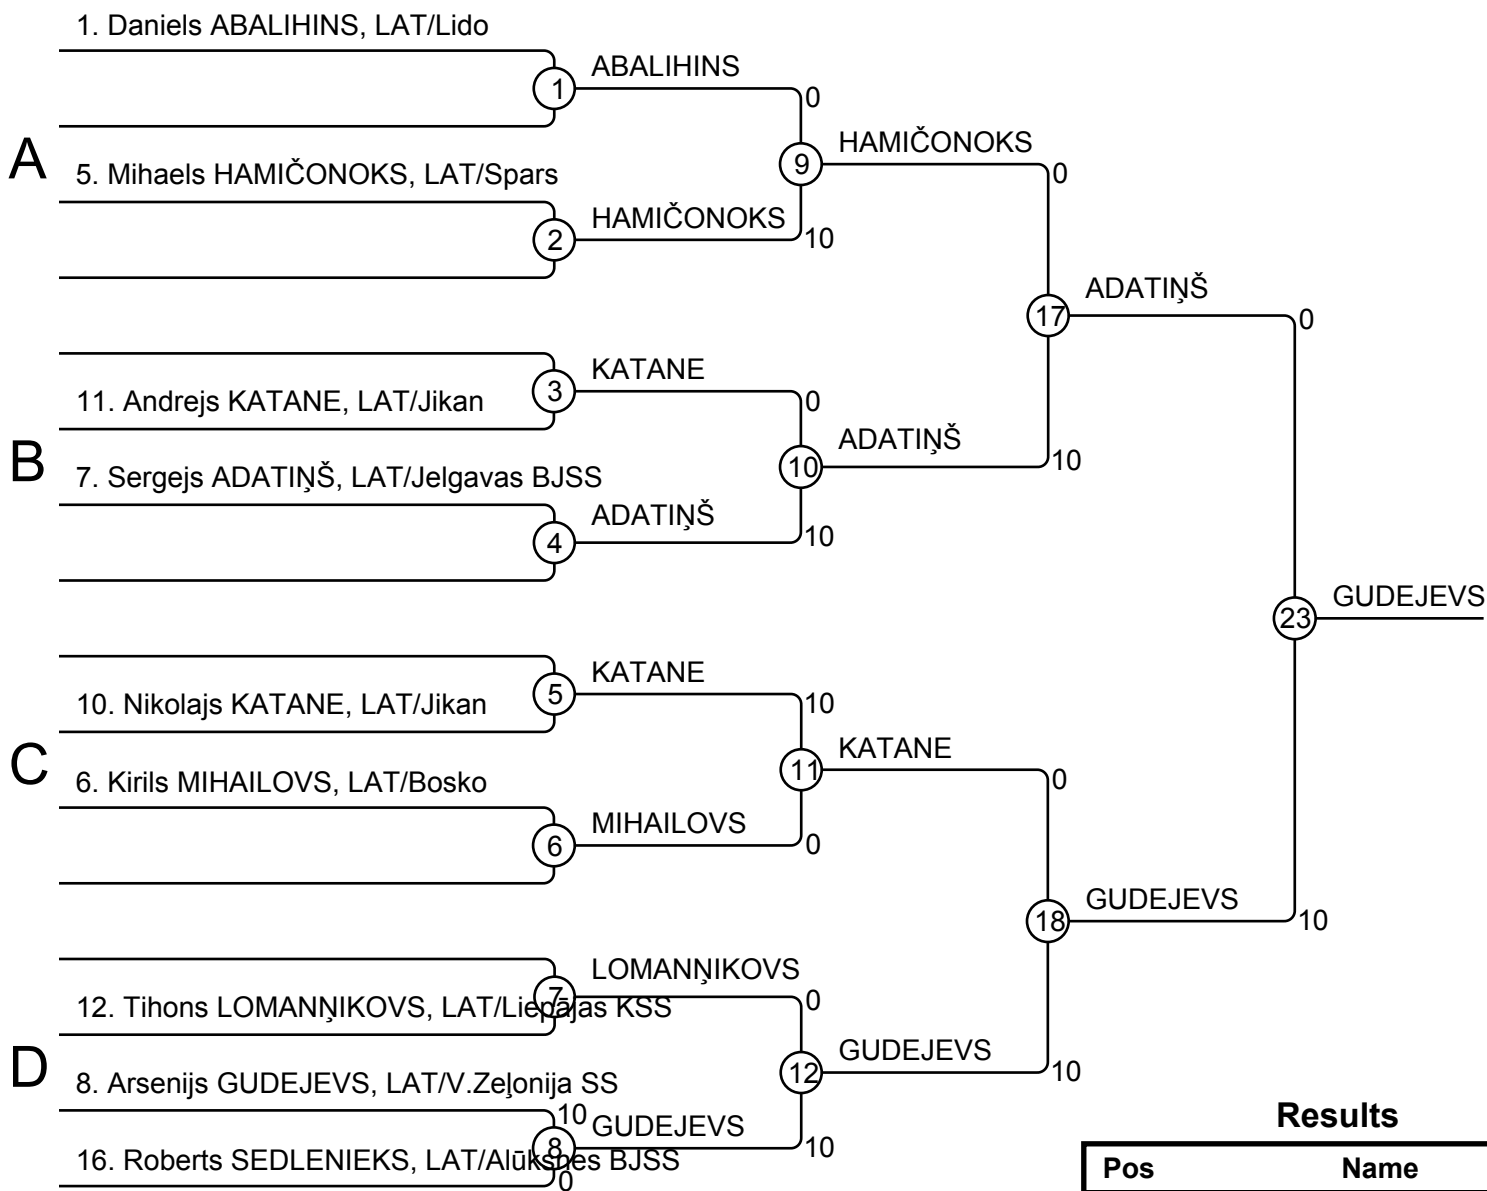 1. Daniels ABALIHINS, LAT/Lido
ABALIHINS
1
0
A
HAMIČONOKS
9
0
5. Mihaels HAMIČONOKS, LAT/Spars
HAMIČONOKS
2
10
ADATIŅŠ
17
0
KATANE
3
0
11. Andrejs KATANE, LAT/Jikan
B
ADATIŅŠ
10
10
7. Sergejs ADATIŅŠ, LAT/Jelgavas BJSS
ADATIŅŠ
4
10
GUDEJEVS
23
KATANE
5
10
10. Nikolajs KATANE, LAT/Jikan
C
KATANE
11
0
6. Kirils MIHAILOVS, LAT/Bosko
MIHAILOVS
6
0
GUDEJEVS
18
10
LOMANŅIKOVS
7
0
12. Tihons LOMANŅIKOVS, LAT/Liepājas KSS
D
GUDEJEVS
12
10
8. Arsenijs GUDEJEVS, LAT/V.Zeļonija SS
10
GUDEJEVS
8
10
16. Roberts SEDLENIEKS, LAT/Alūksnes BJSS
0
Results
Pos Name